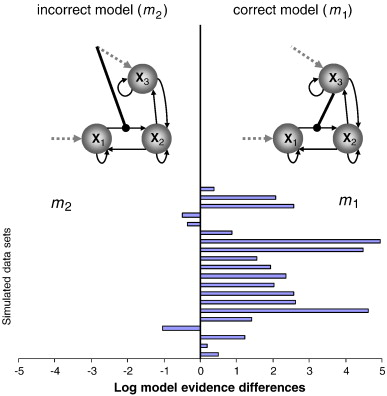 incorrect model (m2)
correct model (m1)
X3
X1
X2
X3
X1
X2
m2
m1
Simulated data sets
-5 -4 -3 -2 -1 0 1 2 3 4 5
Log model evidence differences